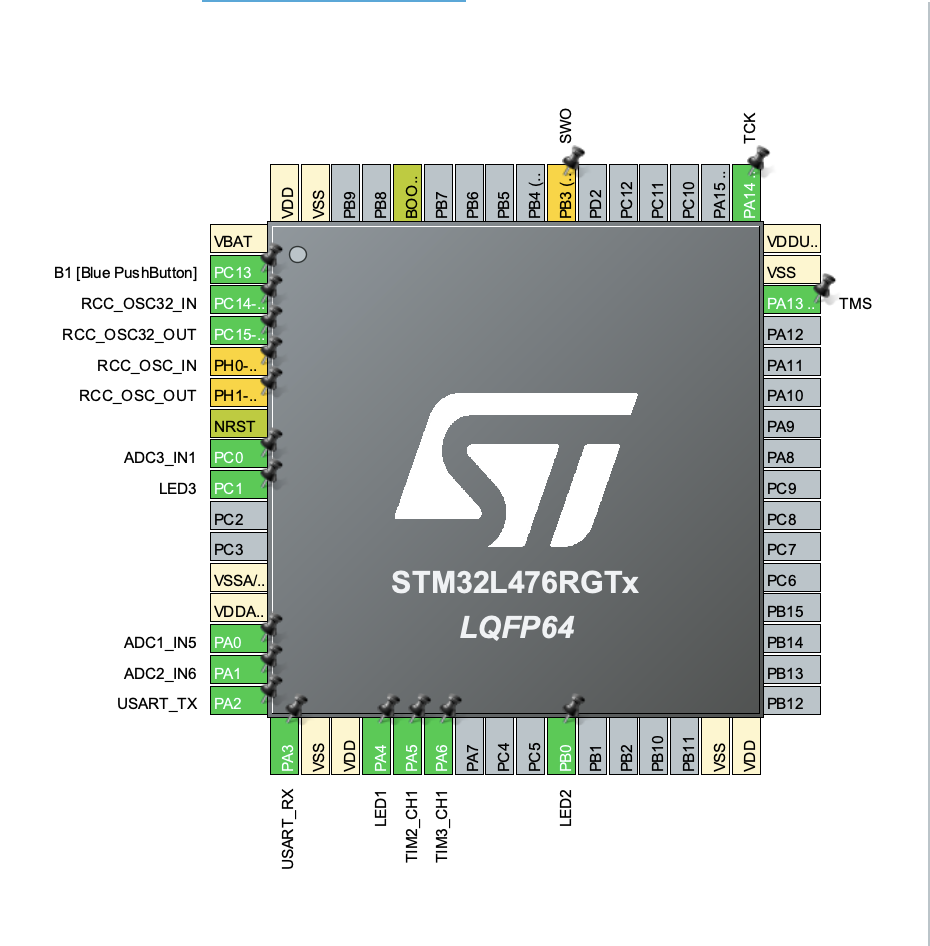 SWO
TCK
VDD
VSS
PB9
PB8
BOO..
PB7
PB6
PB5
PB4 (..
PB3 (..
PD2
PC12
PC11
PC10
PA15 ..
PA14 ..
VBAT
B1 [Blue PushButton] PC13
RCC_OSC32_IN PC14-..
RCC_OSC32_OUT PC15-..
RCC_OSC_IN PH0-..
RCC_OSC_OUT PH1-..
NRST
ADC3_IN1 PC0
LED3 PC1
PC2
PC3
VSSA/..
VDDA..
ADC1_IN5 PA0
ADC2_IN6 PA1
USART_TX PA2
ST
STM32L476RGTx
LQFP64
VDDU..
VSS
PA13 .. TMS
PA12
PA11
PA10
PA9
PA8
PC9
PC8
PC7
PC6
PB15
PB14
PB13
PB12
PA3
VSS
VDD
PA4
PA5
PA6
PA7
PC4
PC5
PB0
PB1
PB2
PB10
PB11
VSS
VDD
USART_RX
LED1
TIM2_CH1
TIM3_CH1
LED2